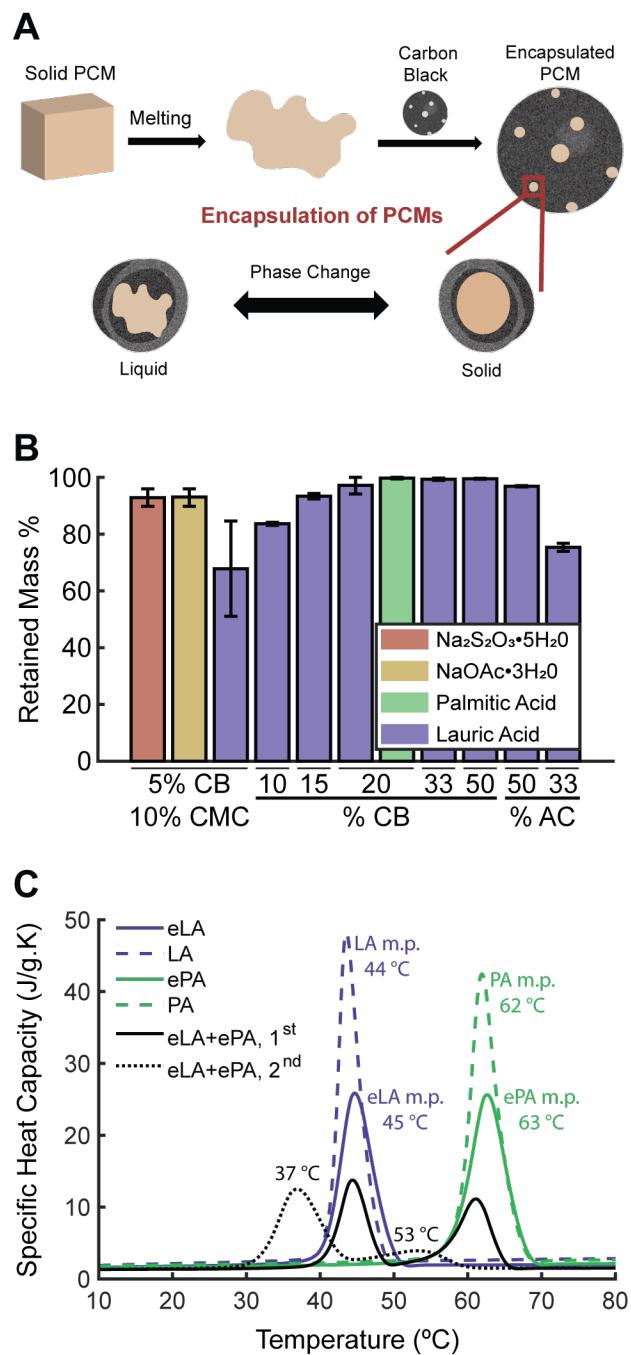 A
Solid PCM
Melting
Carbon
Black
Encapsulated
PCM
Encapsulation of PCMs
Phase Change
Liquid
Solid
B
Retained Mass %
100
80
60
40
20
0
Na₂S₂O₃•5H₂0
NaOAc•3H₂0
Palmitic Acid
Lauric Acid
5% CB
10 15 20 33 50 50 33
10% CMC
% CB
% AC
C
Specific Heat Capacity (J/g.K)
50
40
30
20
10
0
eLA
LA
ePA
PA
eLA+ePA, 1st
eLA+ePA, 2nd
LA m.p.
44 °C
PA m.p.
62 °C
eLA m.p.
45 °C
ePA m.p.
63 °C
37 °C
53 °C
10 20 30 40 50 60 70 80
Temperature (ºC)